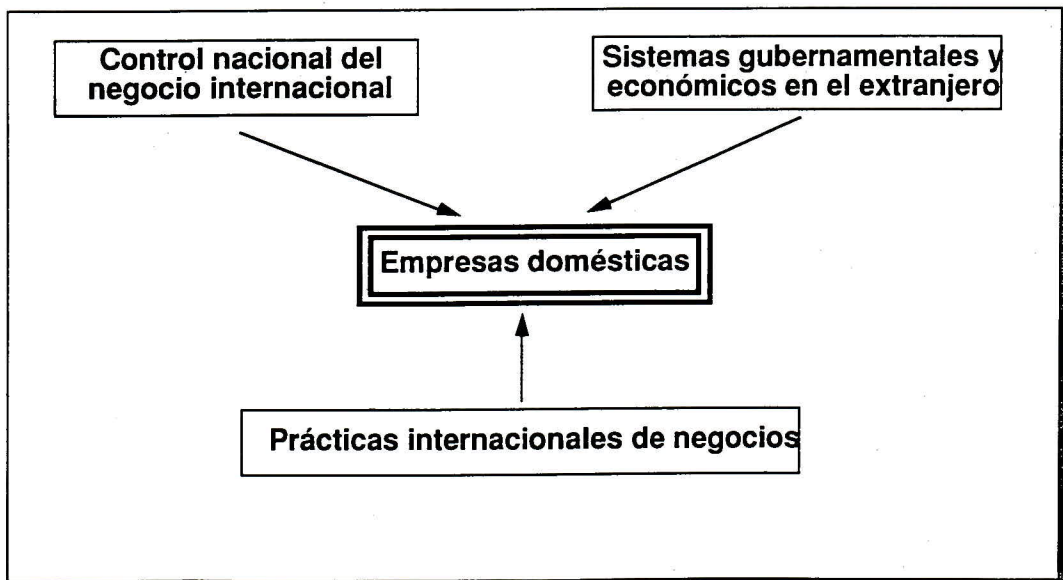 Control nacional del
negocio internacional
Sistemas gubernamentales y
económicos en el extranjero
Empresas domésticas
Prácticas internacionales de negocios